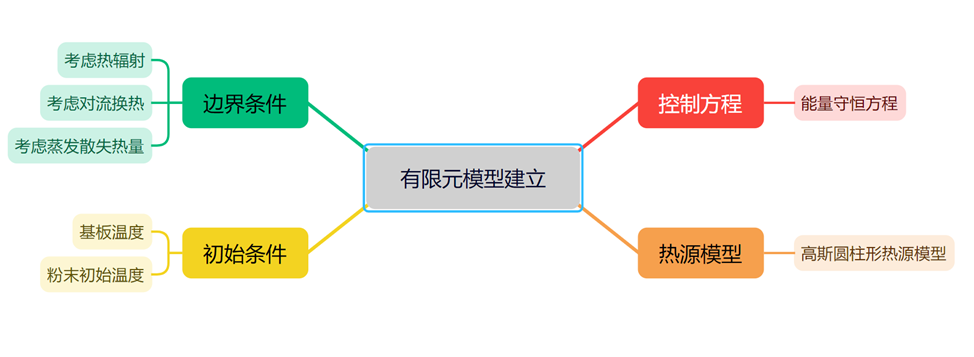 考虑热辐射
考虑对流换热
考虑蒸发散失热量
边界条件
控制方程
能量守恒方程
有限元模型建立
基板温度
粉末初始温度
初始条件
热源模型
高斯圆柱形热源模型